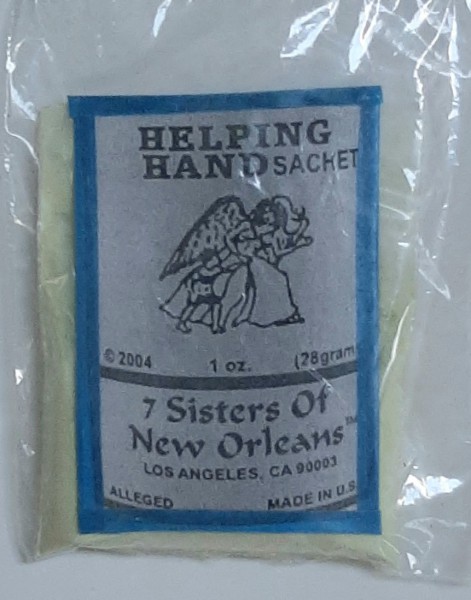 HELPING
HAND SACHET
© 2004 1 oz. (28gram
7 Sisters Of
New Orleans™
LOS ANGELES, CA 90003
ALLEGED MADE IN U.S